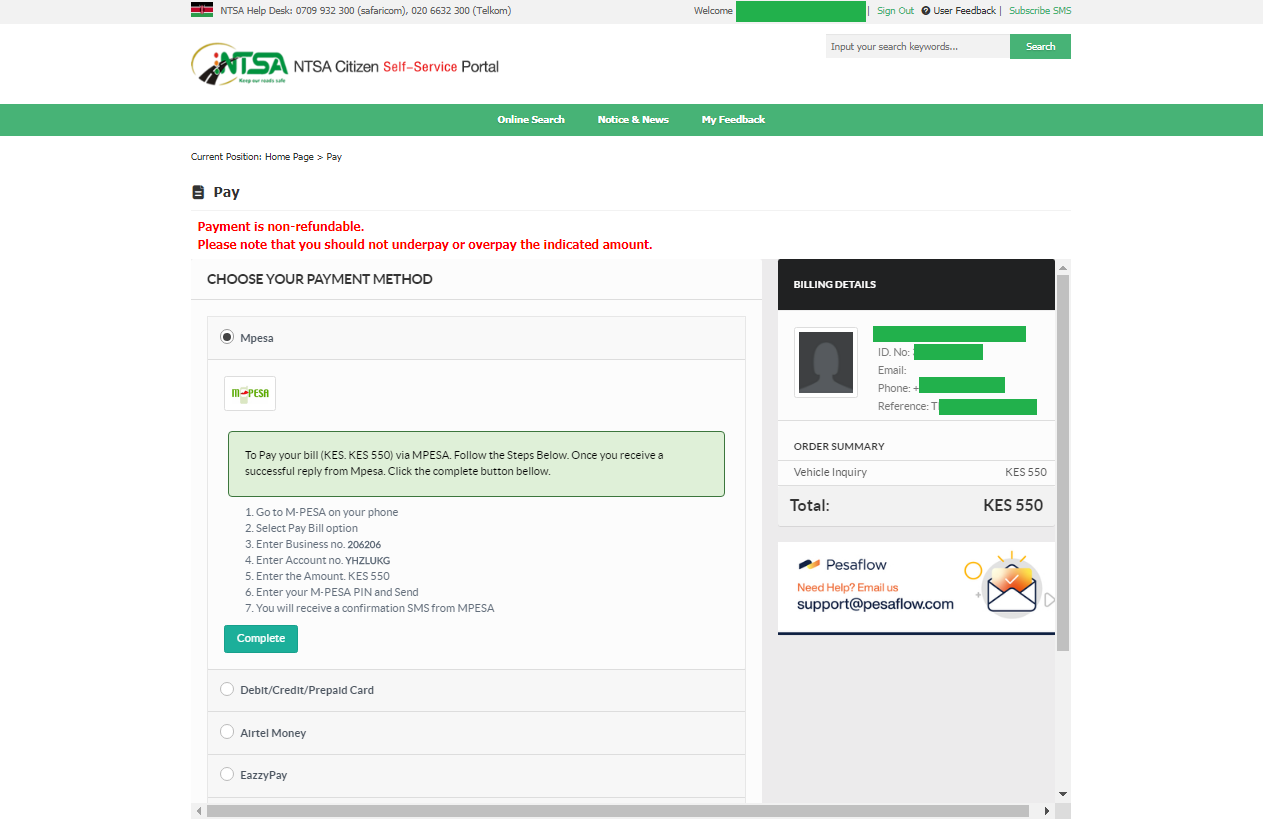 NTSA Help Desk: 0709 932 300 (safaricom), 020 6632 300 (Telkom)
Welcome | Sign Out User Feedback | Subscribe SMS
NTSA
Keep our roads safe
NTSA Citizen Self-Service Portal
Input your search keywords...
Search
Online Search
Notice & News
My Feedback
Current Position: Home Page > Pay
Pay
Payment is non-refundable.
Please note that you should not underpay or overpay the indicated amount.
CHOOSE YOUR PAYMENT METHOD
Mpesa
M-PESA
To Pay your bill (KES. KES 550) via MPESA. Follow the Steps Below. Once you receive a
successful reply from Mpesa. Click the complete button bellow.
1. Go to M-PESA on your phone
2. Select Pay Bill option
3. Enter Business no. 206206
4. Enter Account no. YHZLUKG
5. Enter the Amount. KES 550
6. Enter your M-PESA PIN and Send
7. You will receive a confirmation SMS from MPESA
Complete
Debit/Credit/Prepaid Card
Airtel Money
EazzyPay
BILLING DETAILS
ID. No:
Email:
Phone: +
Reference: T
ORDER SUMMARY
Vehicle Inquiry KES 550
Total: KES 550
Pesaflow
Need Help? Email us
support@pesaflow.com